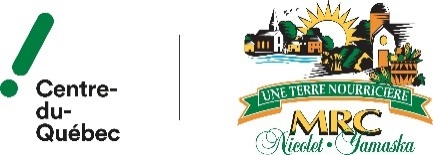 Centre-
du-
Québec
UNE TERRE NOURRICIÈRE
MRC
Nicolet • Yamaska